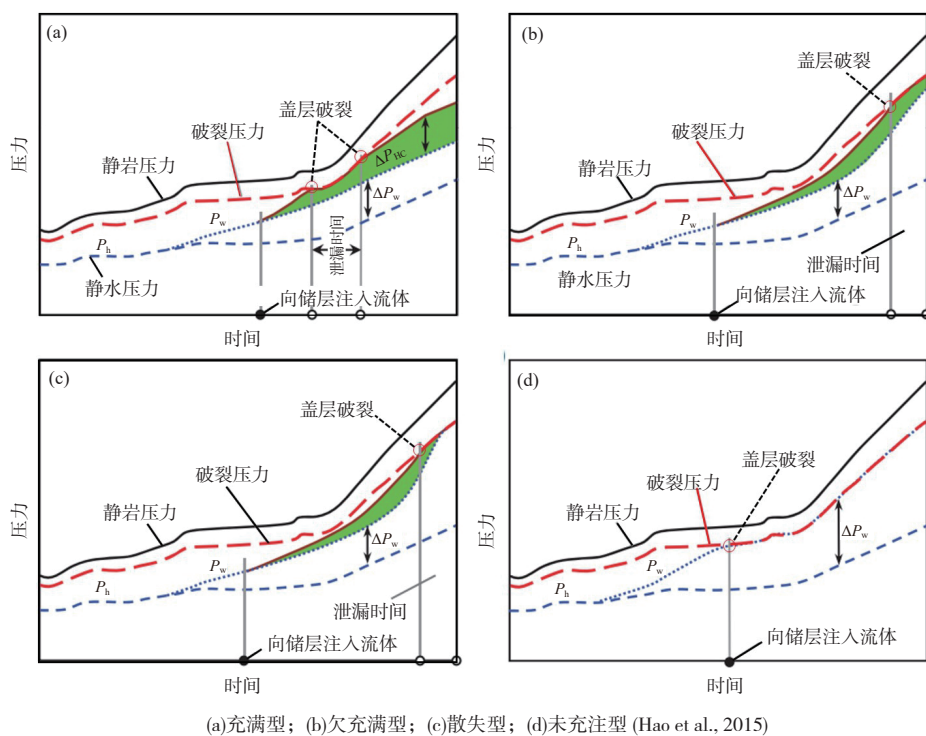 (a)
盖层破裂
破裂压力
静岩压力
ΔP_HC
ΔP_w
P_w
P_h
泄漏时间
静水压力
向储层注入流体
压力
时间
(b)
盖层破裂
破裂压力
静岩压力
ΔP_w
P_w
P_h
泄漏时间
静水压力
向储层注入流体
压力
时间
(c)
盖层破裂
破裂压力
静岩压力
ΔP_w
P_w
P_h
泄漏时间
向储层注入流体
压力
时间
(d)
盖层破裂
破裂压力
静岩压力
ΔP_w
P_w
P_h
向储层注入流体
压力
时间
(a)充满型；(b)欠充满型；(c)散失型；(d)未充注型 (Hao et al., 2015)